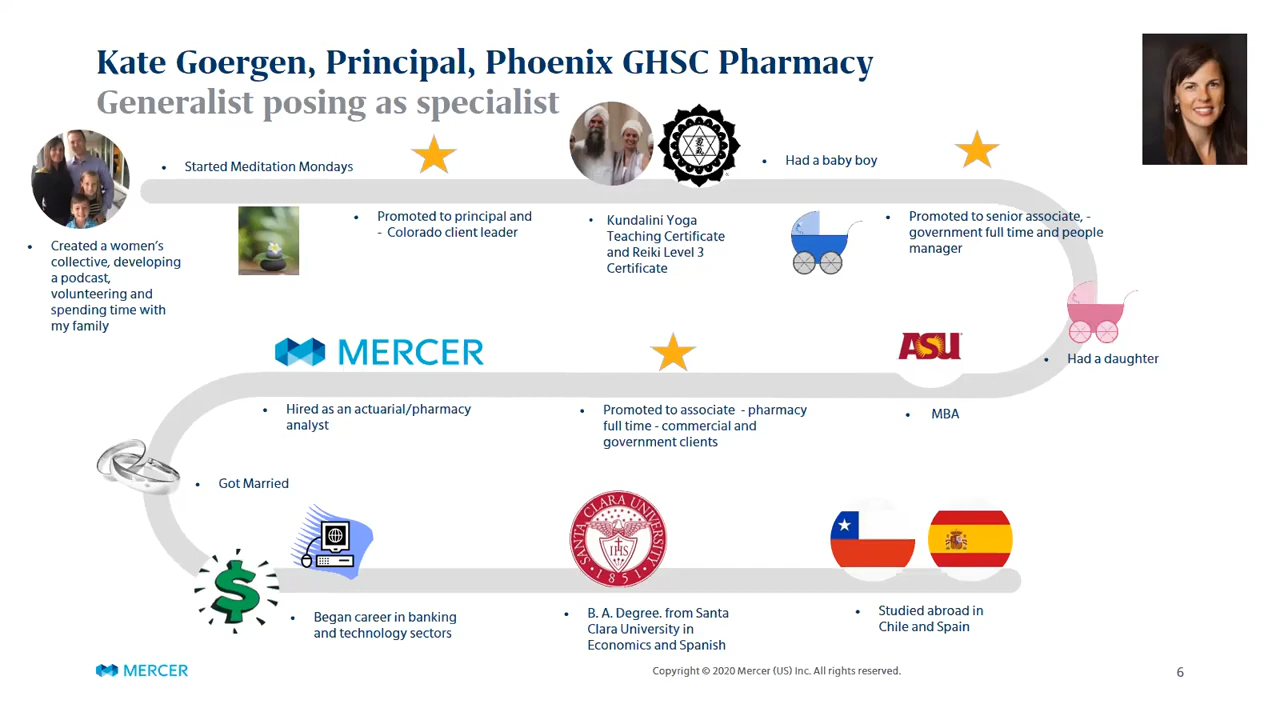 Kate Goergen, Principal, Phoenix GHSC Pharmacy
Generalist posing as specialist
• Started Meditation Mondays
• Had a baby boy
• Promoted to principal and
- Colorado client leader
• Kundalini Yoga
Teaching Certificate
and Reiki Level 3
Certificate
• Promoted to senior associate, -
government full time and people
manager
• Created a women's
collective, developing
a podcast,
volunteering and
spending time with
my family
MERCER
ASU
• Had a daughter
• Hired as an actuarial/pharmacy
analyst
• Promoted to associate - pharmacy
full time - commercial and
government clients
• MBA
• Got Married
SANTA CLARA UNIVERSITY
IHS
• 1851 •
$
• Began career in banking
and technology sectors
• B. A. Degree. from Santa
Clara University in
Economics and Spanish
• Studied abroad in
Chile and Spain
MERCER
Copyright © 2020 Mercer (US) Inc. All rights reserved.
6